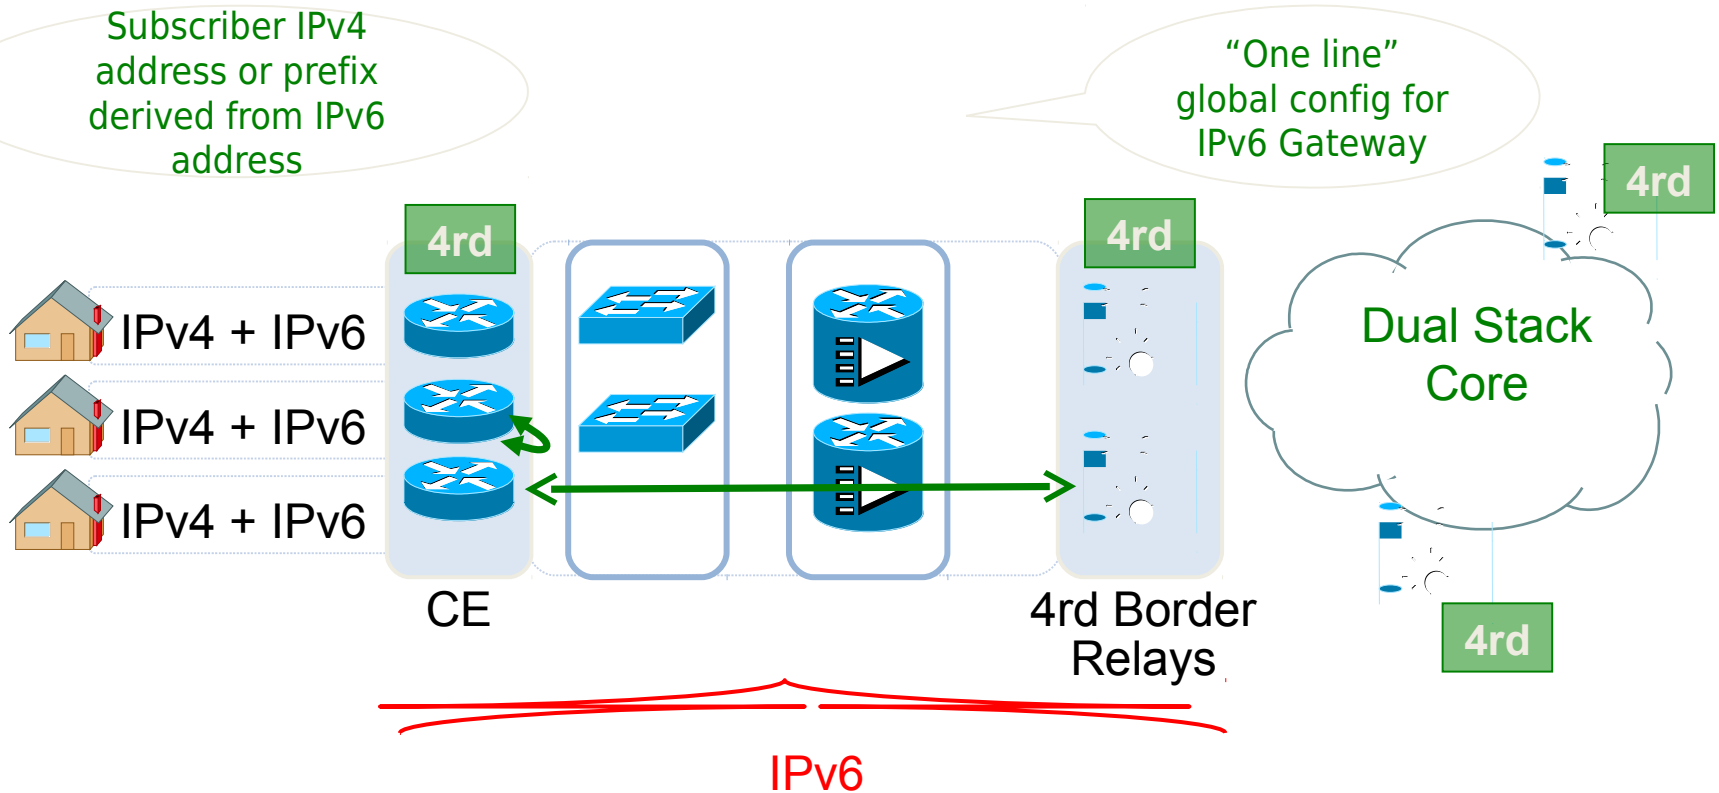 Subscriber IPv4
address or prefix
derived from IPv6
address
“One line”
global config for
IPv6 Gateway
4rd
4rd
4rd
IPv4 + IPv6
IPv4 + IPv6
IPv4 + IPv6
Dual Stack
Core
CE
4rd Border
Relays
4rd
IPv6